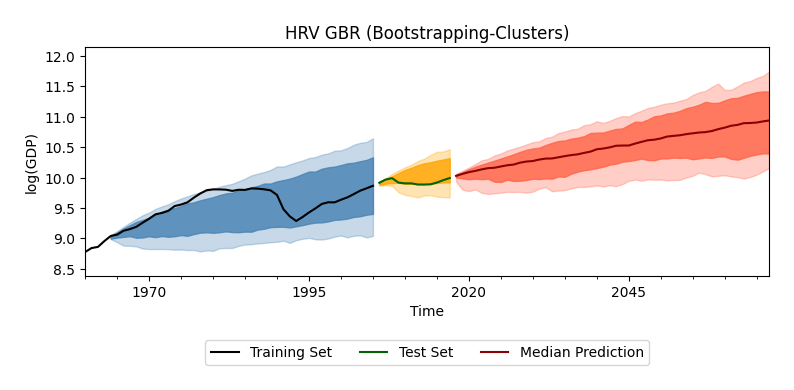 HRV GBR (Bootstrapping-Clusters)
12.0
11.5
11.0
10.5
10.0
9.5
9.0
8.5
log(GDP)
1970 1995 2020 2045
Time
Training Set Test Set Median Prediction